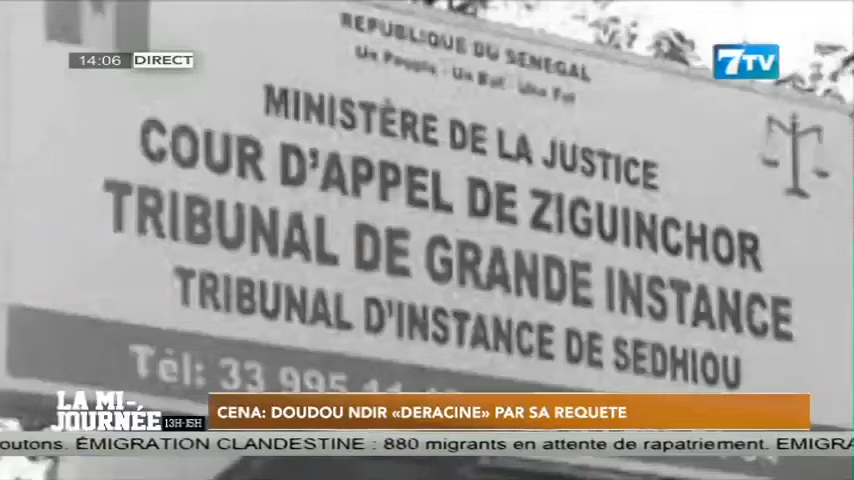 14:06 DIRECT
7TV
REPUBLIQUE DU SENEGAL
Un Peuple - Un But - Une Foi
MINISTÈRE DE LA JUSTICE
COUR D'APPEL DE ZIGUINCHOR
TRIBUNAL DE GRANDE INSTANCE
TRIBUNAL D'INSTANCE DE SEDHIOU
Tél: 33 995
LA MI-JOURNÉE 13H-15H
CENA: DOUDOU NDIR «DERACINE» PAR SA REQUETE
outons. ÉMIGRATION CLANDESTINE : 880 migrants en attente de rapatriement. EMIGRA